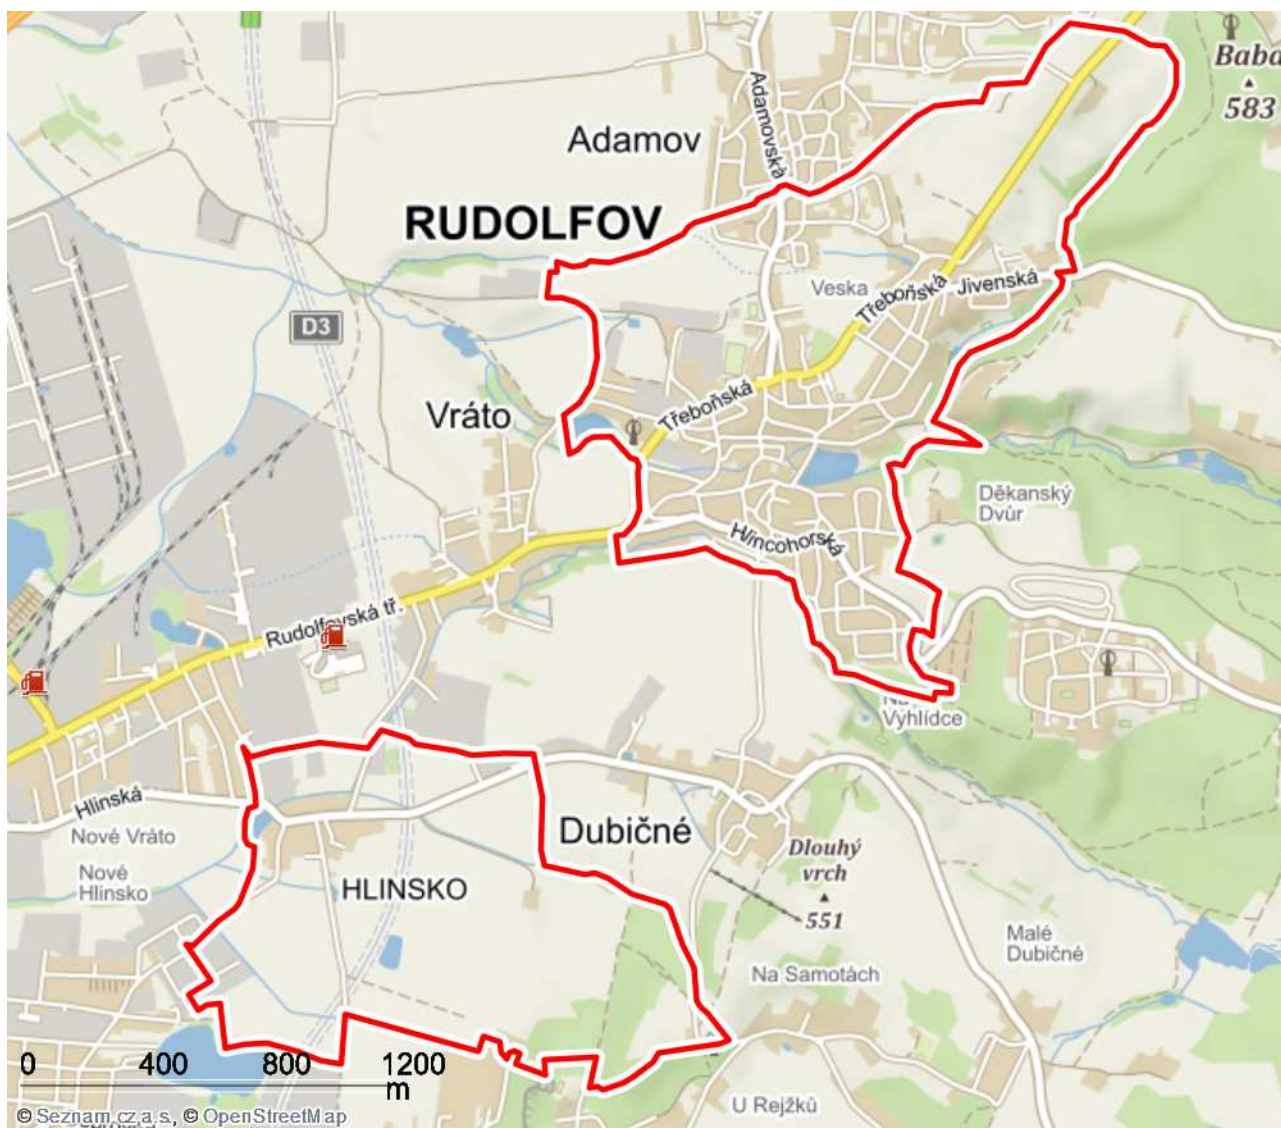 Baba
583
Adamovská
Adamov
RUDOLFOV
Veska
Třeboňská
Jivenská
D3
Vráto
Třeboňská
Děkanský
Dvůr
Hlincohorská
Rudolfovská tř.
Na
Vyhlídce
Hlinská
Nové Vráto
Dubičné
Dlouhý
vrch
551
Nové
Hlinsko
HLINSKO
Malé
Dubičné
Na Samotách
0 400 800 1200
m
U Rejžků
© Seznam.cz,a.s., © OpenStreetMap